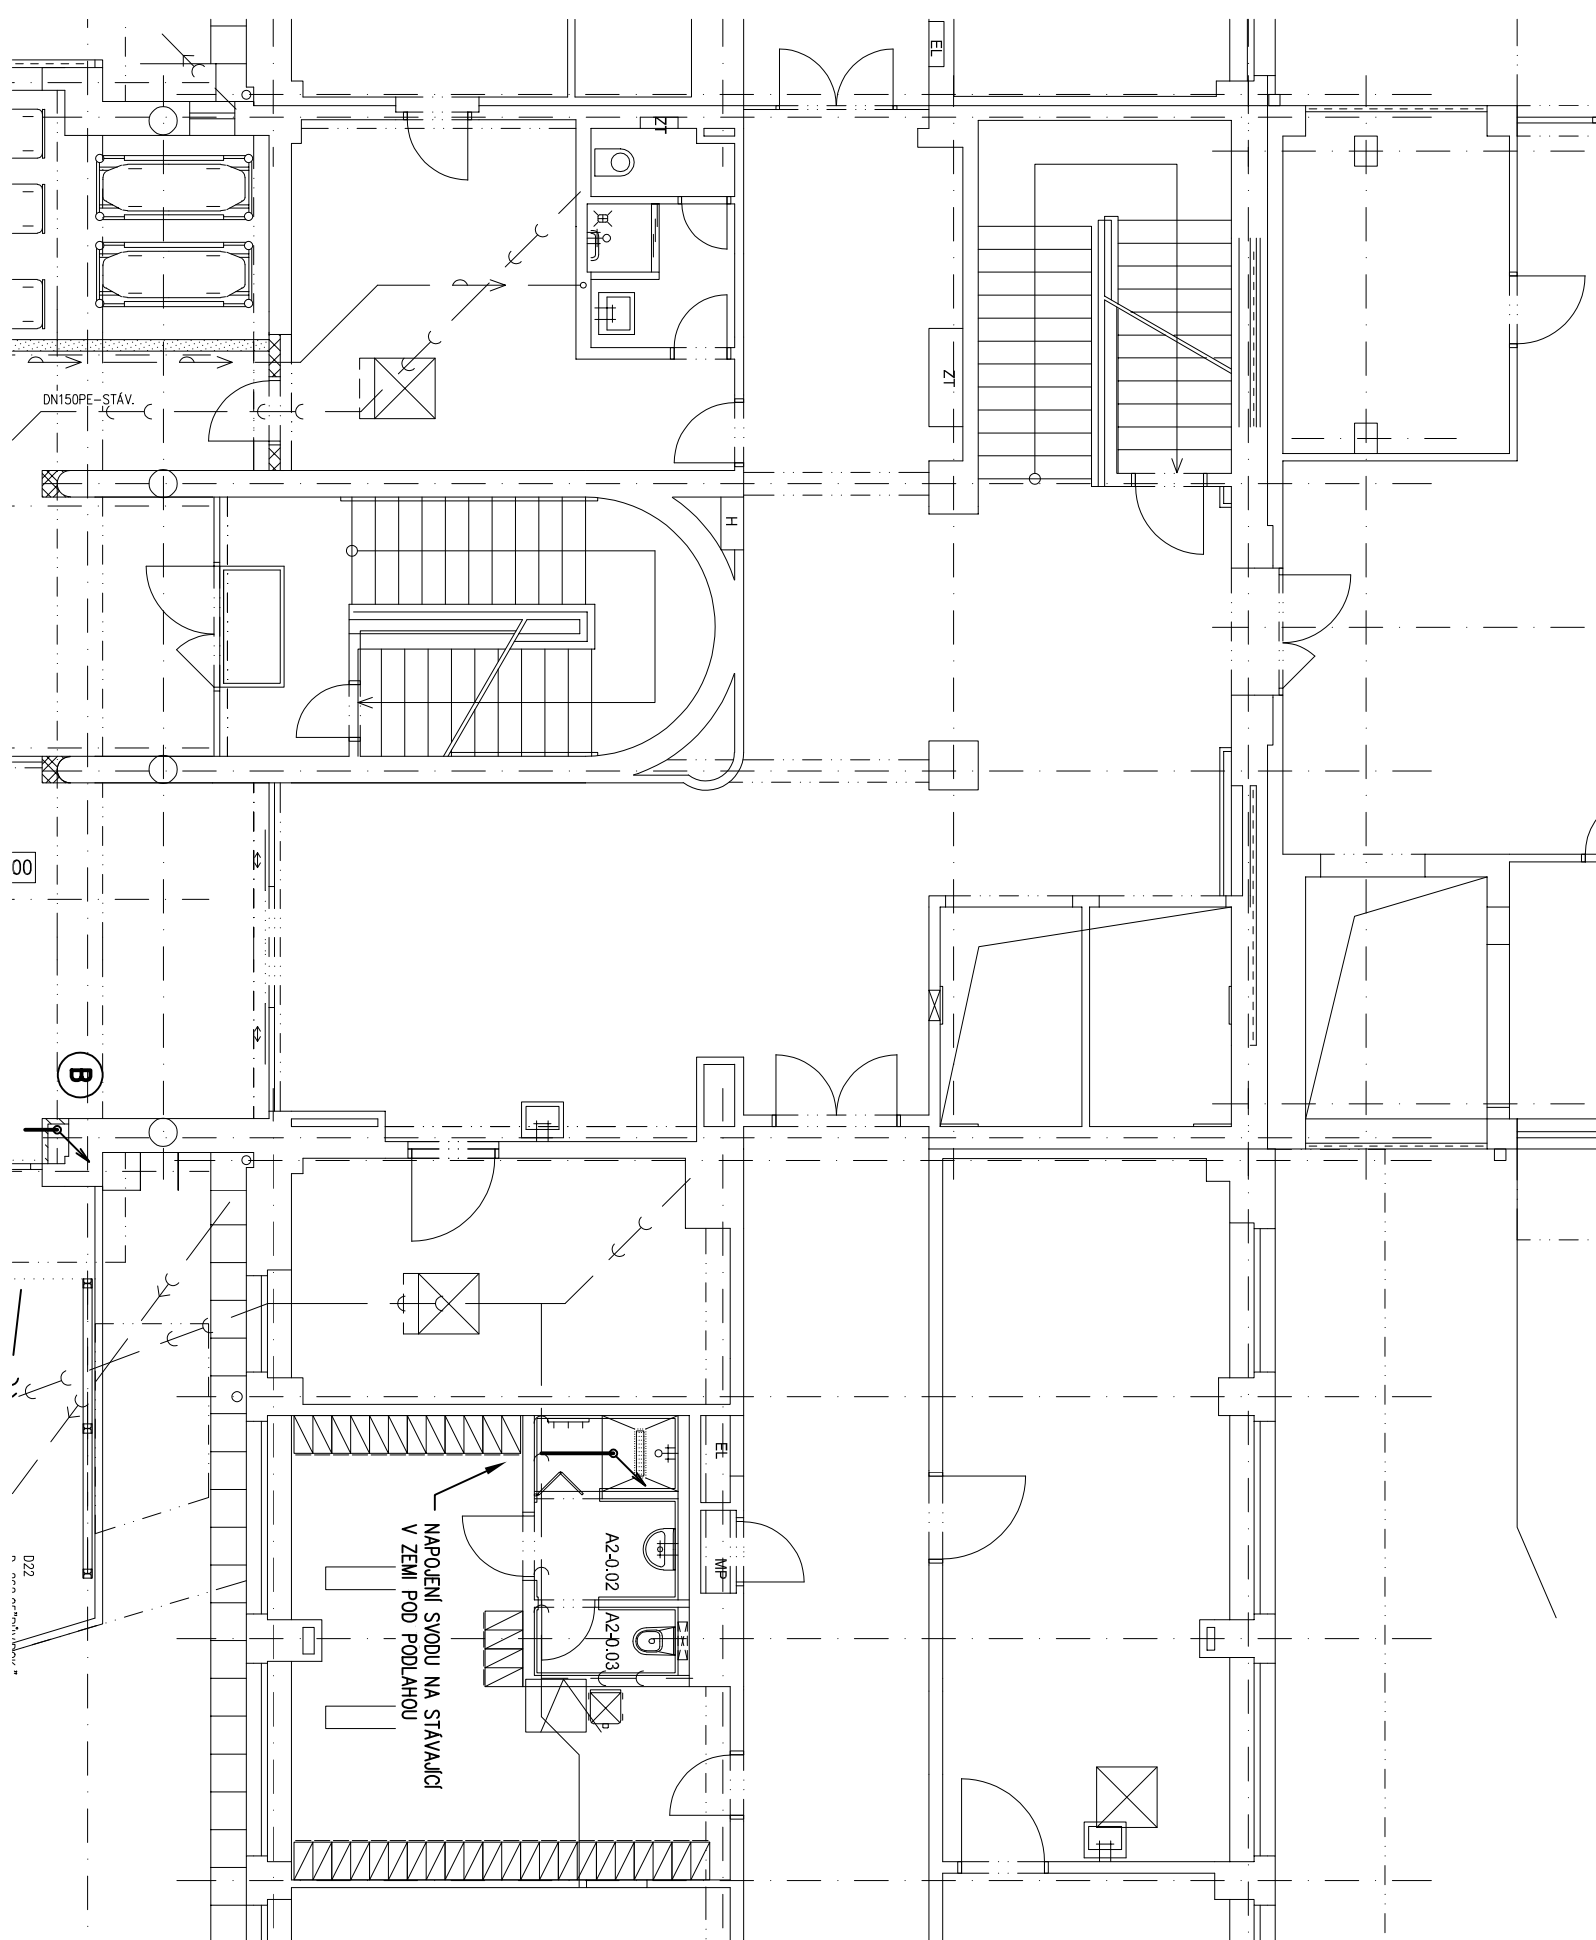 EL
ZT
ZT
DN150PE-STÁV.
H
00
B
EL
MP
A2-0.02
A2-0.03
NAPOJENÍ SVODU NA STÁVAJÍCÍ
V ZEMI POD PODLAHOU
D22